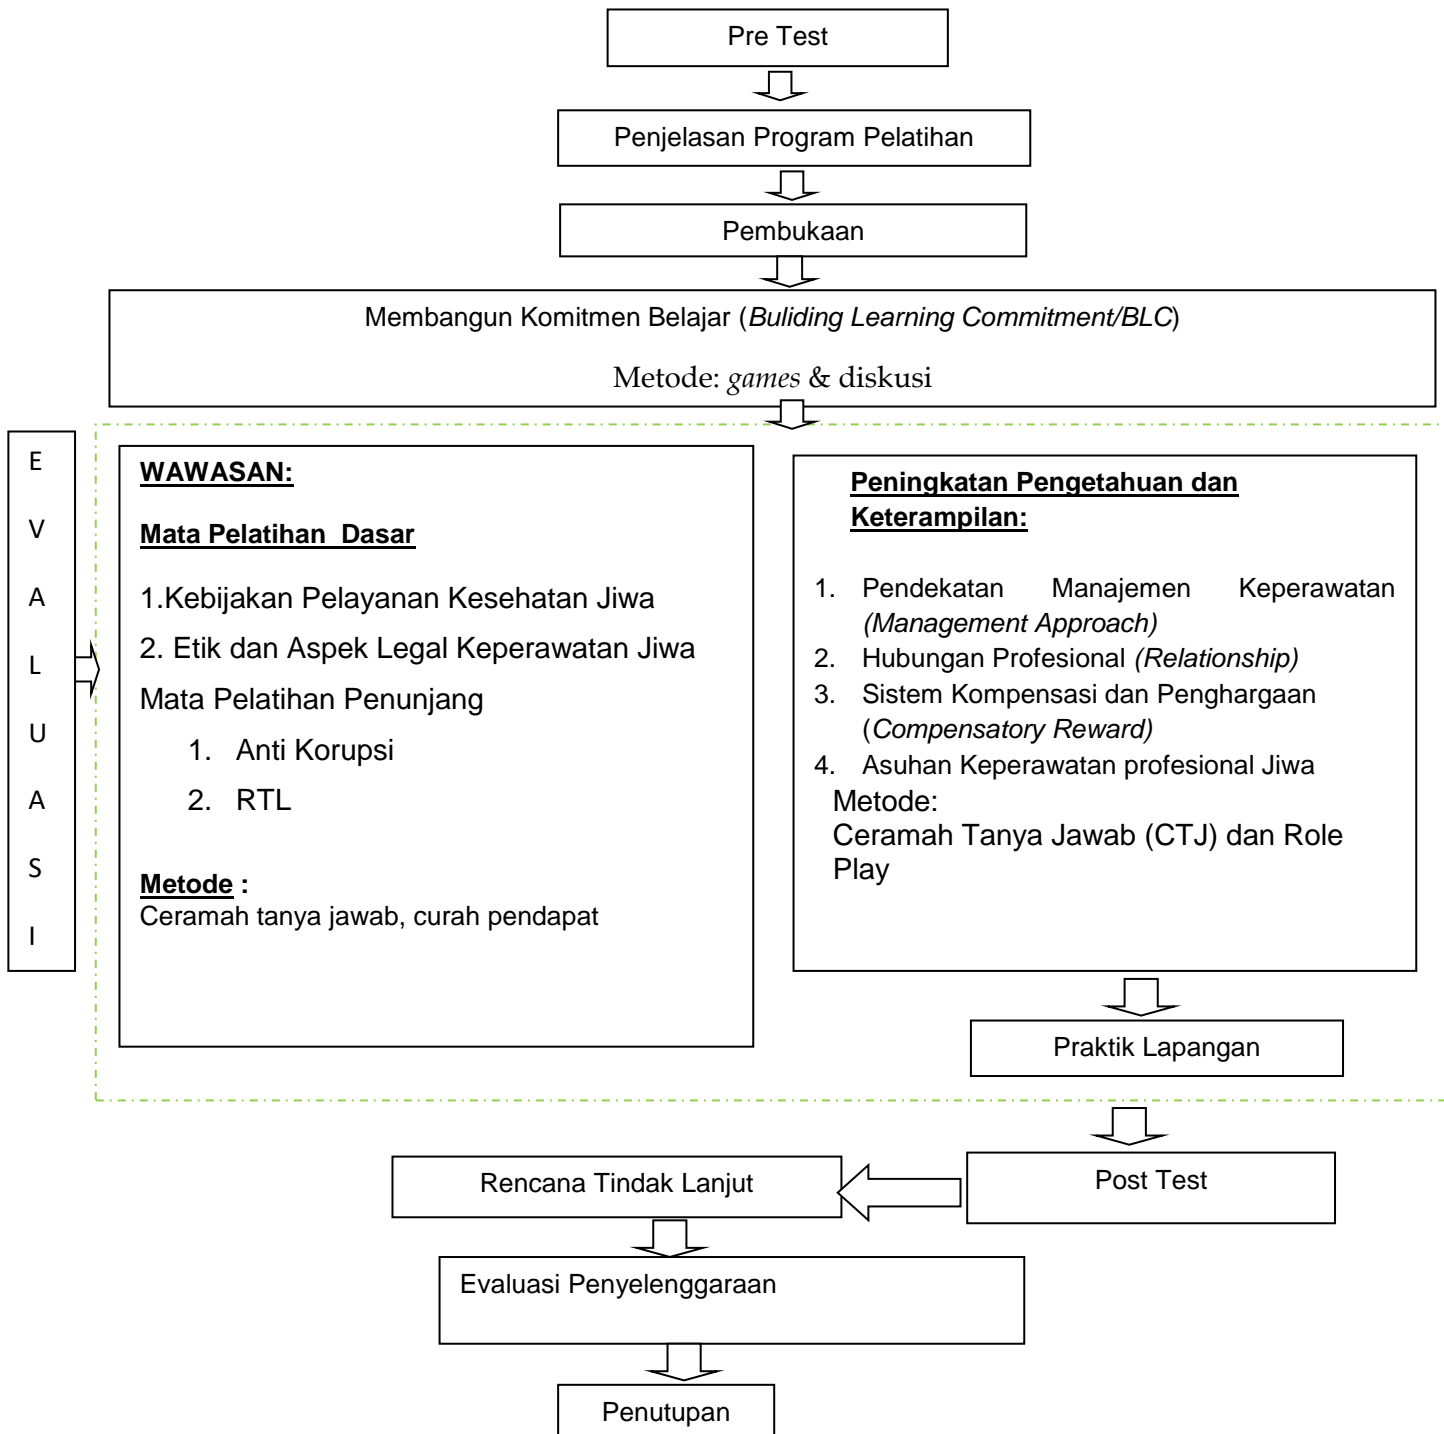 Pre Test
Penjelasan Program Pelatihan
Pembukaan
Membangun Komitmen Belajar (Buliding Learning Commitment/BLC)
Metode: games & diskusi
E
V
A
L
U
A
S
I
WAWASAN:
Mata Pelatihan Dasar
1.Kebijakan Pelayanan Kesehatan Jiwa
2. Etik dan Aspek Legal Keperawatan Jiwa
Mata Pelatihan Penunjang
1. Anti Korupsi
2. RTL
Metode :
Ceramah tanya jawab, curah pendapat
Peningkatan Pengetahuan dan
Keterampilan:
1. Pendekatan Manajemen Keperawatan
(Management Approach)
2. Hubungan Profesional (Relationship)
3. Sistem Kompensasi dan Penghargaan
(Compensatory Reward)
4. Asuhan Keperawatan profesional Jiwa
Metode:
Ceramah Tanya Jawab (CTJ) dan Role
Play
Praktik Lapangan
Post Test
Rencana Tindak Lanjut
Evaluasi Penyelenggaraan
Penutupan